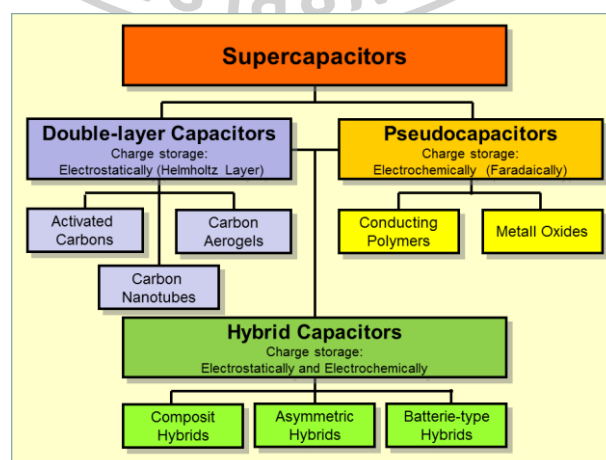 Supercapacitors
Double-layer Capacitors
Charge storage:
Electrostatically (Helmholtz Layer)
Pseudocapacitors
Charge storage:
Electrochemically (Faradaically)
Activated
Carbons
Carbon
Aerogels
Carbon
Nanotubes
Conducting
Polymers
Metall Oxides
Hybrid Capacitors
Charge storage:
Electrostatically and Electrochemically
Composit
Hybrids
Asymmetric
Hybrids
Batterie-type
Hybrids